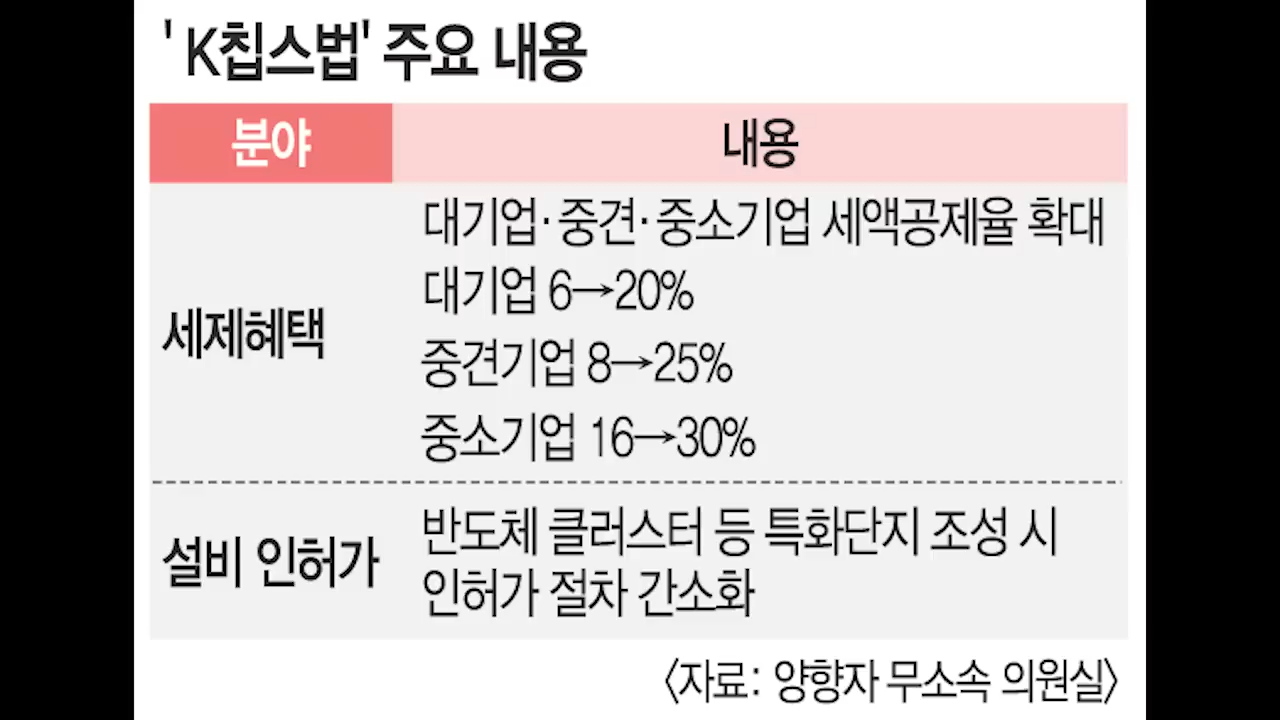 'K칩스법' 주요 내용
분야 내용
세제혜택
대기업·중견·중소기업 세액공제율 확대
대기업 6→20%
중견기업 8→25%
중소기업 16→30%
설비 인허가
반도체 클러스터 등 특화단지 조성 시
인허가 절차 간소화
〈자료: 양향자 무소속 의원실〉